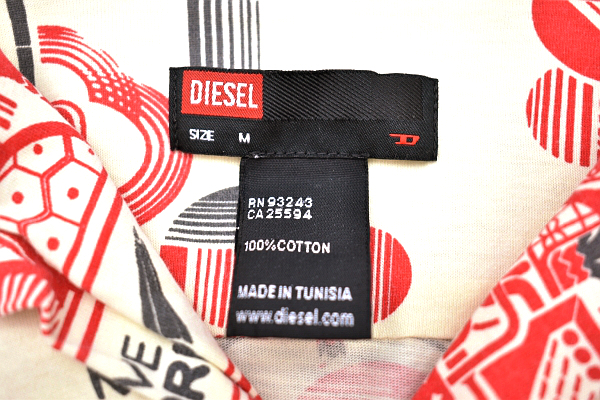 DIESEL
SIZE M
D
RN 93243
CA 25594
100% COTTON
MADE IN TUNISIA
www.diesel.com